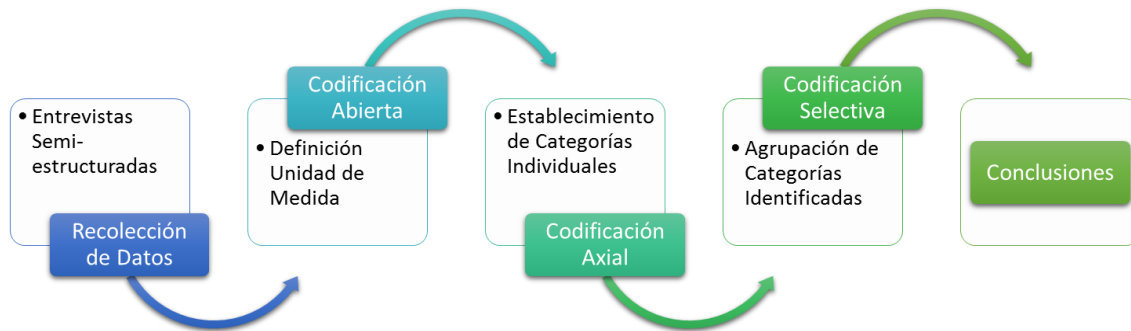 • Entrevistas
Semi-
estructuradas
Recolección
de Datos
Codificación
Abierta
• Definición
Unidad de
Medida
• Establecimiento
de Categorías
Individuales
Codificación
Axial
Codificación
Selectiva
• Agrupación de
Categorías
Identificadas
Conclusiones